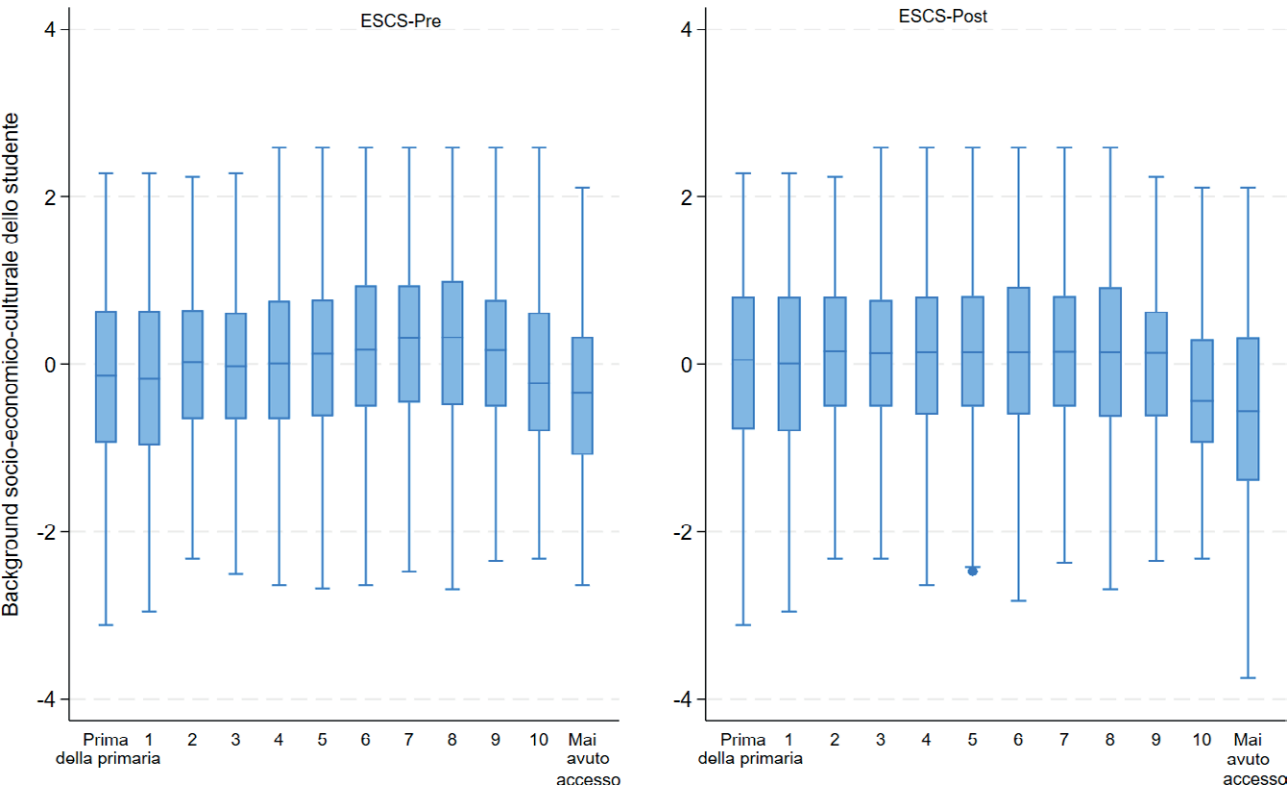 ESCS-Pre
ESCS-Post
Background socio-economico-culturale dello studente
4
2
0
-2
-4
Prima 1 2 3 4 5 6 7 8 9 10 Mai
della primaria avuto
accesso
4
2
0
-2
-4
Prima 1 2 3 4 5 6 7 8 9 10 Mai
della primaria avuto
accesso